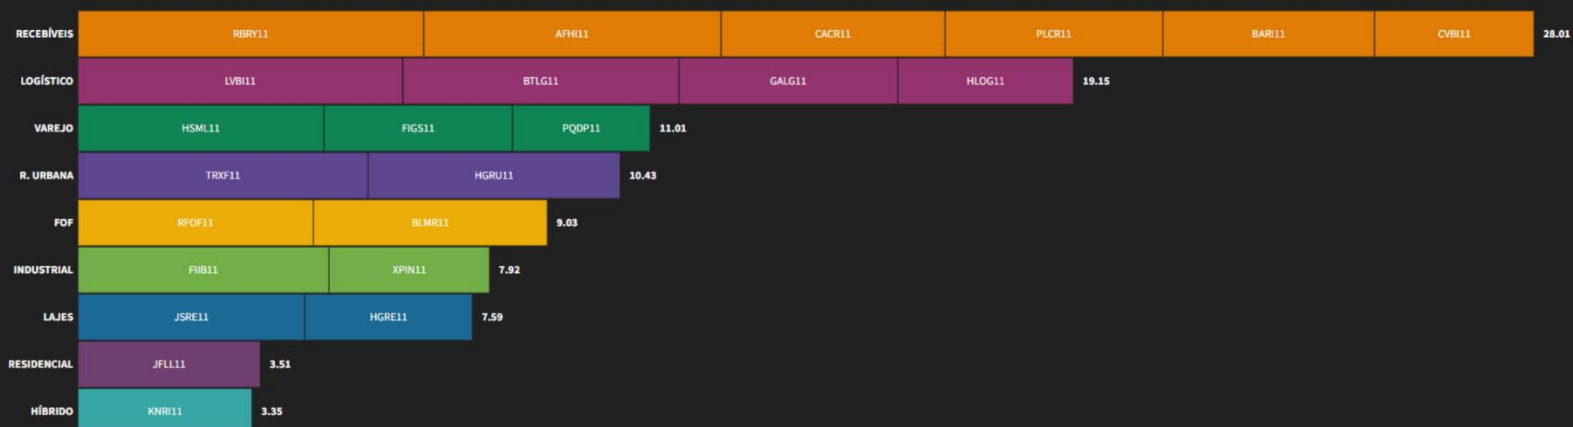 RECEBÍVEIS RBRY11 AFHI11 CACR11 PLCR11 BARI11 CVBI11 28.01
LOGÍSTICO LVBI11 BTLG11 GALG11 HLOG11 19.15
VAREJO HSML11 FIGS11 PQDP11 11.01
R. URBANA TRXF11 HGRU11 10.43
FOF RFOF11 BLMR11 9.03
INDUSTRIAL FIIB11 XPIN11 7.92
LAJES JSRE11 HGRE11 7.59
RESIDENCIAL JFLL11 3.51
HÍBRIDO KNRI11 3.35